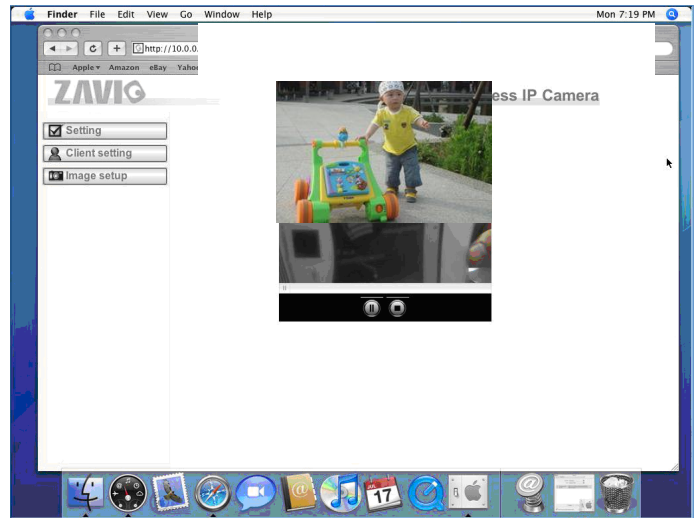 Finder File Edit View Go Window Help Mon 7:19 PM
http://10.0.0.
Apple Amazon eBay Yahoo
ZAVIO
ess IP Camera
Setting
Client setting
Image setup
JUL
17